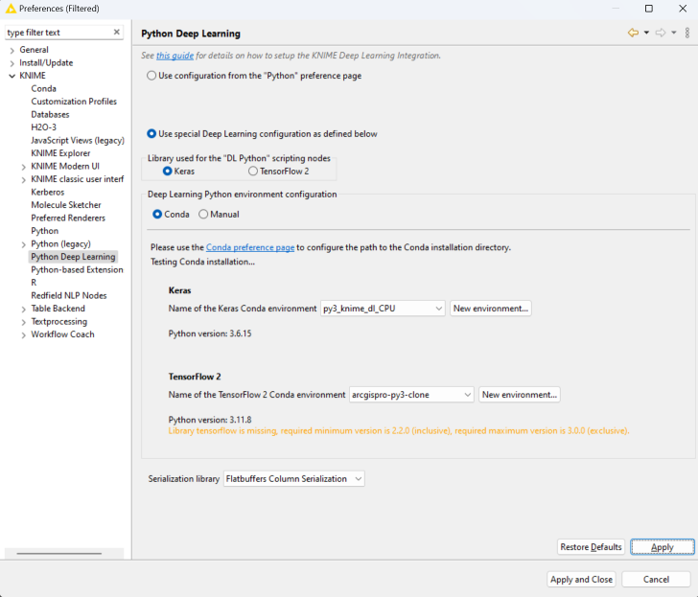 Preferences (Filtered)
type filter text
General
Install/Update
KNIME
Conda
Customization Profiles
Databases
H2O-3
JavaScript Views (legacy)
KNIME Explorer
KNIME Modern UI
KNIME classic user interf
Kerberos
Molecule Sketcher
Preferred Renderers
Python
Python (legacy)
Python Deep Learning
Python-based Extension
R
Redfield NLP Nodes
Table Backend
Textprocessing
Workflow Coach
Python Deep Learning
See this guide for details on how to setup the KNIME Deep Learning Integration.
Use configuration from the "Python" preference page
Use special Deep Learning configuration as defined below
Library used for the "DL Python" scripting nodes
Keras TensorFlow 2
Deep Learning Python environment configuration
Conda Manual
Please use the Conda preference page to configure the path to the Conda installation directory.
Testing Conda installation...
Keras
Name of the Keras Conda environment py3_knime_dl_CPU New environment...
Python version: 3.6.15
TensorFlow 2
Name of the TensorFlow 2 Conda environment arcgispro-py3-clone New environment...
Python version: 3.11.8
Library tensorflow is missing, required minimum version is 2.2.0 (inclusive), required maximum version is 3.0.0 (exclusive).
Serialization library Flatbuffers Column Serialization
Restore Defaults Apply
Apply and Close Cancel